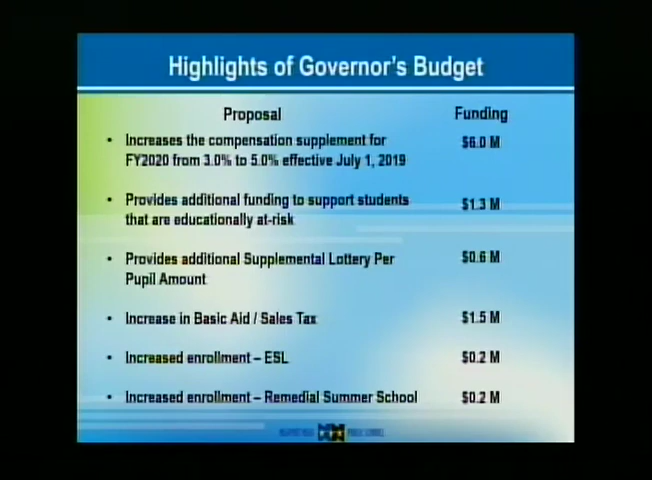 Highlights of Governor's Budget
Proposal Funding
• Increases the compensation supplement for $6.0 M
FY2020 from 3.0% to 5.0% effective July 1, 2019
• Provides additional funding to support students $1.3 M
that are educationally at-risk
• Provides additional Supplemental Lottery Per $0.6 M
Pupil Amount
• Increase in Basic Aid / Sales Tax $1.5 M
• Increased enrollment – ESL $0.2 M
• Increased enrollment – Remedial Summer School $0.2 M